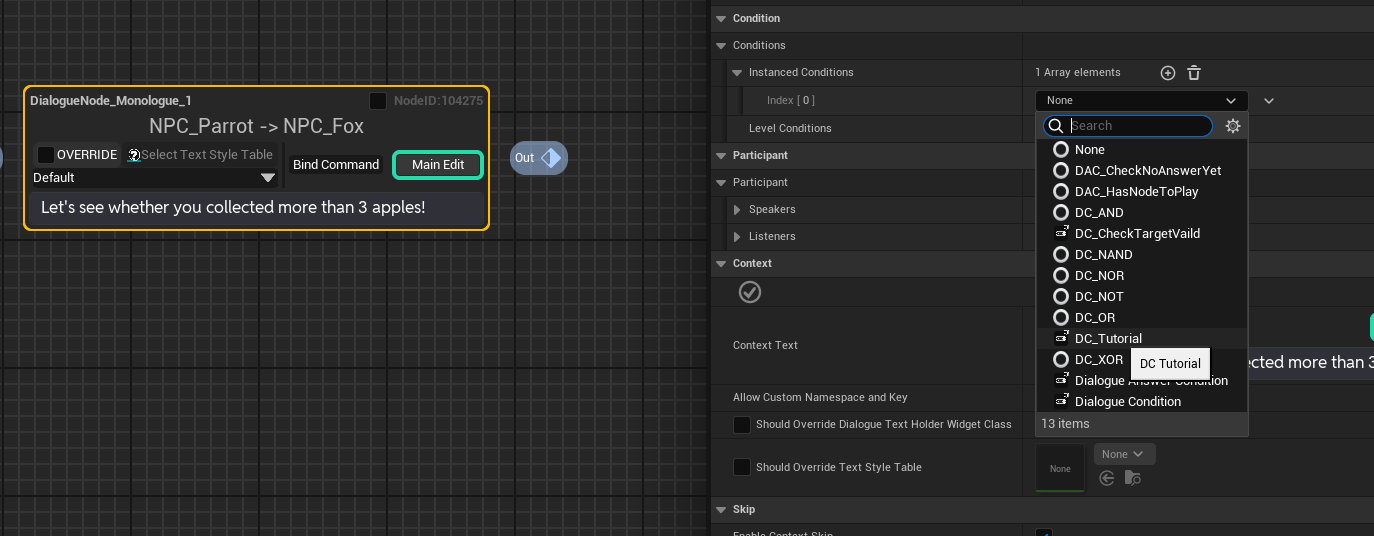 DialogueNode_Monologue_1
NodeID:104275
NPC_Parrot -> NPC_Fox
OVERRIDE
Select Text Style Table
Bind Command
Main Edit
Default
Let's see whether you collected more than 3 apples!
Out
Condition
Conditions
Instanced Conditions
1 Array elements
Index [ 0 ]
None
Level Conditions
Participant
Participant
Speakers
Listeners
Context
Context Text
Allow Custom Namespace and Key
Should Override Dialogue Text Holder Widget Class
Should Override Text Style Table
Skip
Enable Context Skip
Search
None
DAC_CheckNoAnswerYet
DAC_HasNodeToPlay
DC_AND
DC_CheckTargetVaild
DC_NAND
DC_NOR
DC_NOT
DC_OR
DC_Tutorial
DC_XOR
DC Tutorial
Dialogue Answer Condition
Dialogue Condition
13 items
ected more than 3
None
None